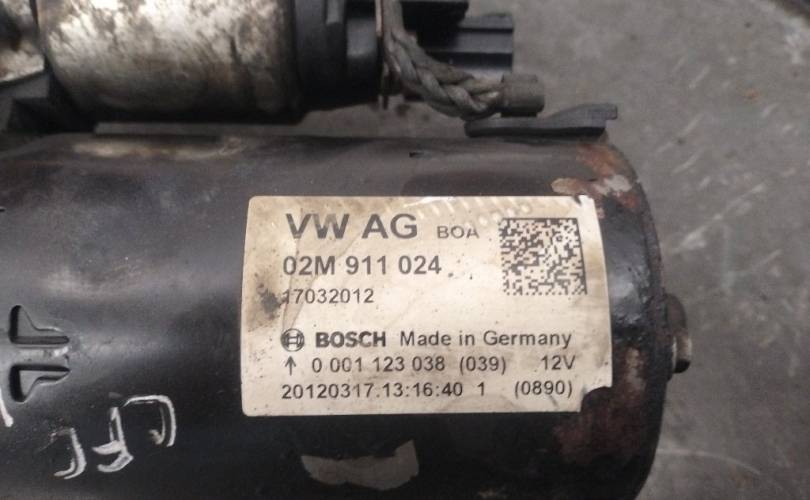 VW AG BOA
02M 911 024
17032012
BOSCH Made in Germany
↑ 0 001 123 038 (039) 12V
20120317.13:16:40 1 (0890)
CFC